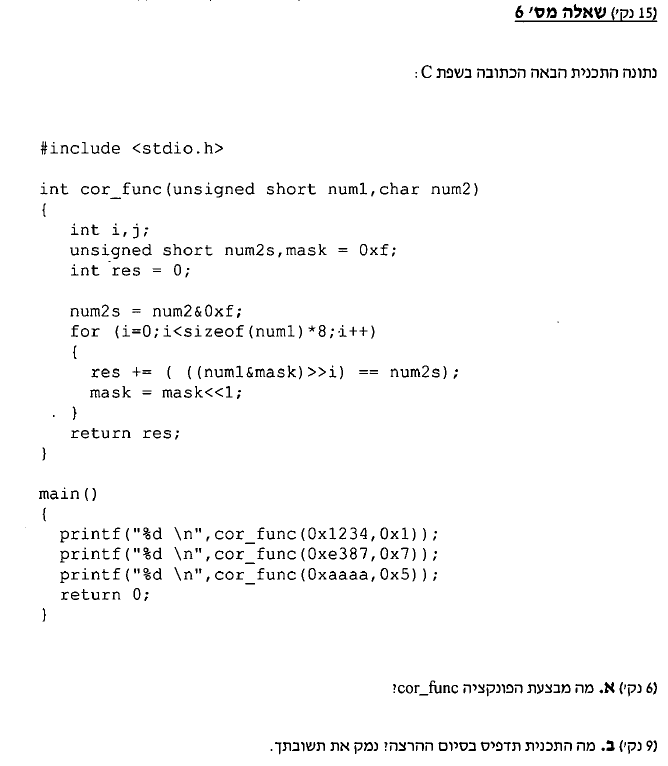 (15 נקי) שאלה מס׳ 6
נתונה התכנית הבאה הכתובה בשפת C:
#include <stdio.h>
int cor_func(unsigned short num1,char num2)
{
int i,j;
unsigned short num2s,mask = 0xf;
int res = 0;
num2s = num2&0xf;
for (i=0;i<sizeof(num1)*8;i++)
{
res += ( ((num1&mask)>>i) == num2s);
mask = mask<<1;
}
return res;
}
main()
{
printf("%d \n",cor_func(0x1234,0x1));
printf("%d \n",cor_func(0xe387,0x7));
printf("%d \n",cor_func(0xaaaa,0x5));
return 0;
}
(6 נקי) א. מה מבצעת הפונקציה cor_func?
(9 נקי) ב. מה התכנית תדפיס בסיום ההרצה? נמק את תשובתך.